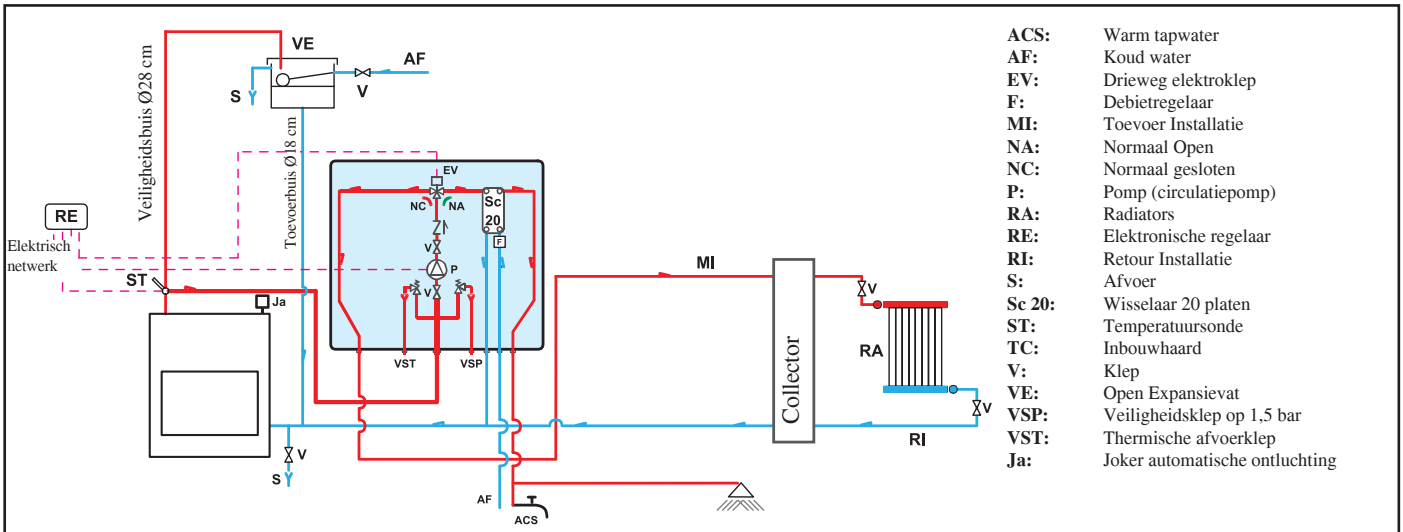 VE
AF
S
V
Veiligheidsbuis Ø28 cm
Toevoerbuis Ø18 cm
EV
NC
NA
Sc
20
F
V
P
V
RE
Elektrisch
netwerk
ST
Ja
VST
VSP
MI
V
RA
Collector
V
RI
V
S
AF
ACS
ACS: Warm tapwater
AF: Koud water
EV: Drieweg elektroklep
F: Debietregelaar
MI: Toevoer Installatie
NA: Normaal Open
NC: Normaal gesloten
P: Pomp (circulatiepomp)
RA: Radiators
RE: Elektronische regelaar
RI: Retour Installatie
S: Afvoer
Sc 20: Wisselaar 20 platen
ST: Temperatuursonde
TC: Inbouwhaard
V: Klep
VE: Open Expansievat
VSP: Veiligheidsklep op 1,5 bar
VST: Thermische afvoerklep
Ja: Joker automatische ontluchting